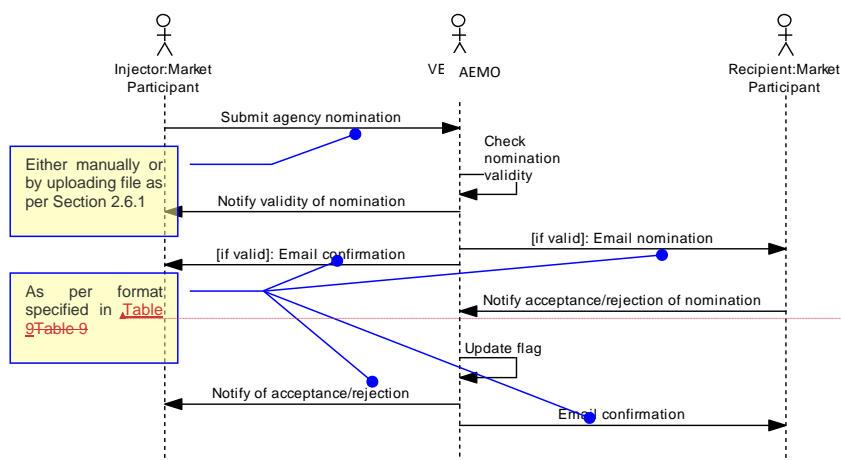 Injector:Market
Participant
VE AEMO
Recipient:Market
Participant
Submit agency nomination
Check
nomination
validity
Either manually or
by uploading file as
per Section 2.6.1
Notify validity of nomination
[if valid]: Email nomination
[if valid]: Email confirmation
As per format
specified in Table
9Table 9
Notify acceptance/rejection of nomination
Update flag
Notify of acceptance/rejection
Email confirmation